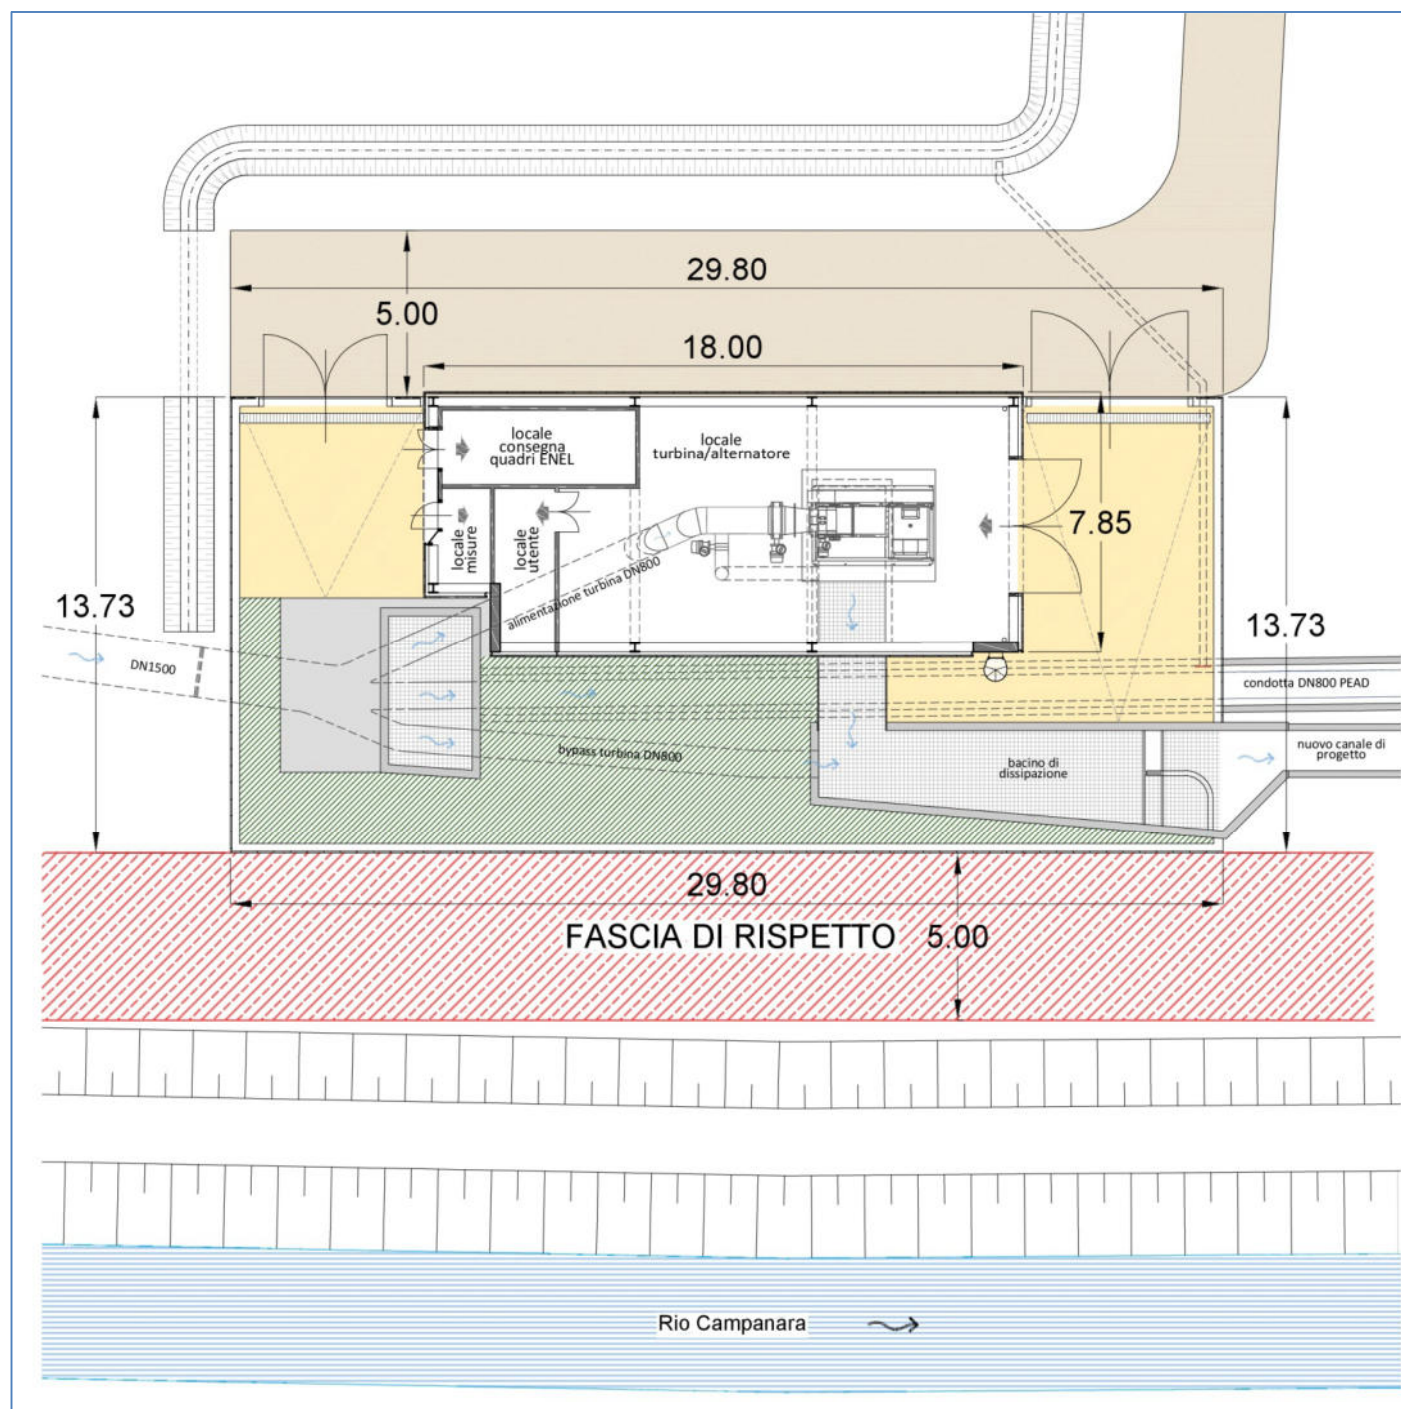 29.80
5.00
18.00
locale
consegna
quadri ENEL
locale
turbina/alternatore
7.85
locale
misure
locale
utente
alimentazione turbina DN800
13.73
13.73
DN1500
condotta DN800 PEAD
bypass turbina DN800
bacino di
dissipazione
nuovo canale di
progetto
29.80
FASCIA DI RISPETTO
5.00
Rio Campanara